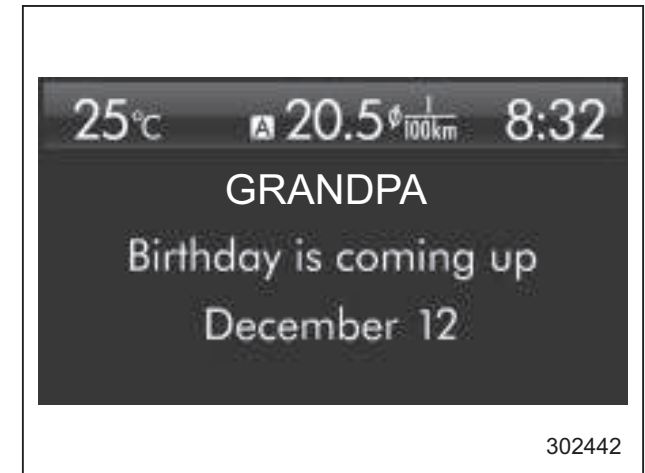 25°C A 20.5 ø l/100km 8:32
GRANDPA
Birthday is coming up
December 12
302442